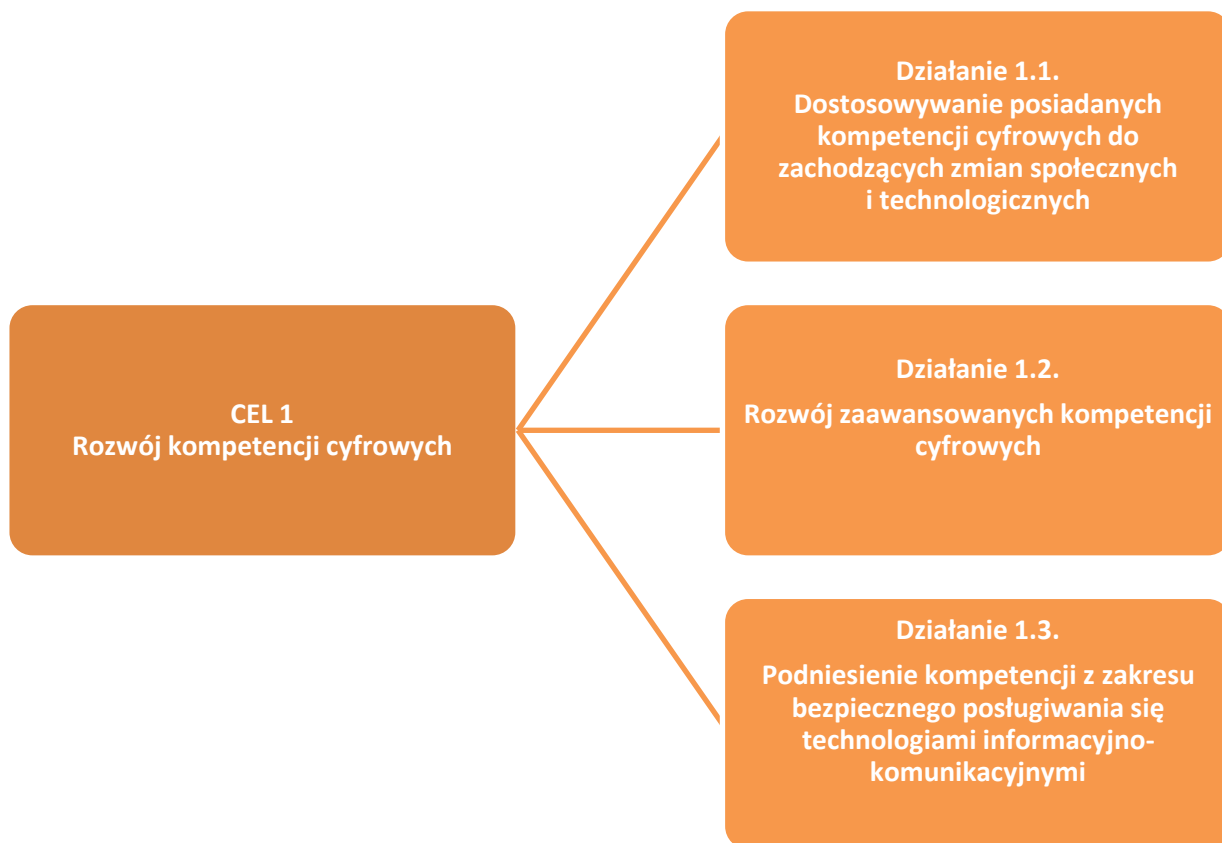 CEL 1
Rozwój kompetencji cyfrowych
Działanie 1.1.
Dostosowywanie posiadanych
kompetencji cyfrowych do
zachodzących zmian społecznych
i technologicznych
Działanie 1.2.
Rozwój zaawansowanych kompetencji
cyfrowych
Działanie 1.3.
Podniesienie kompetencji z zakresu
bezpiecznego posługiwania się
technologiami informacyjno-
komunikacyjnymi